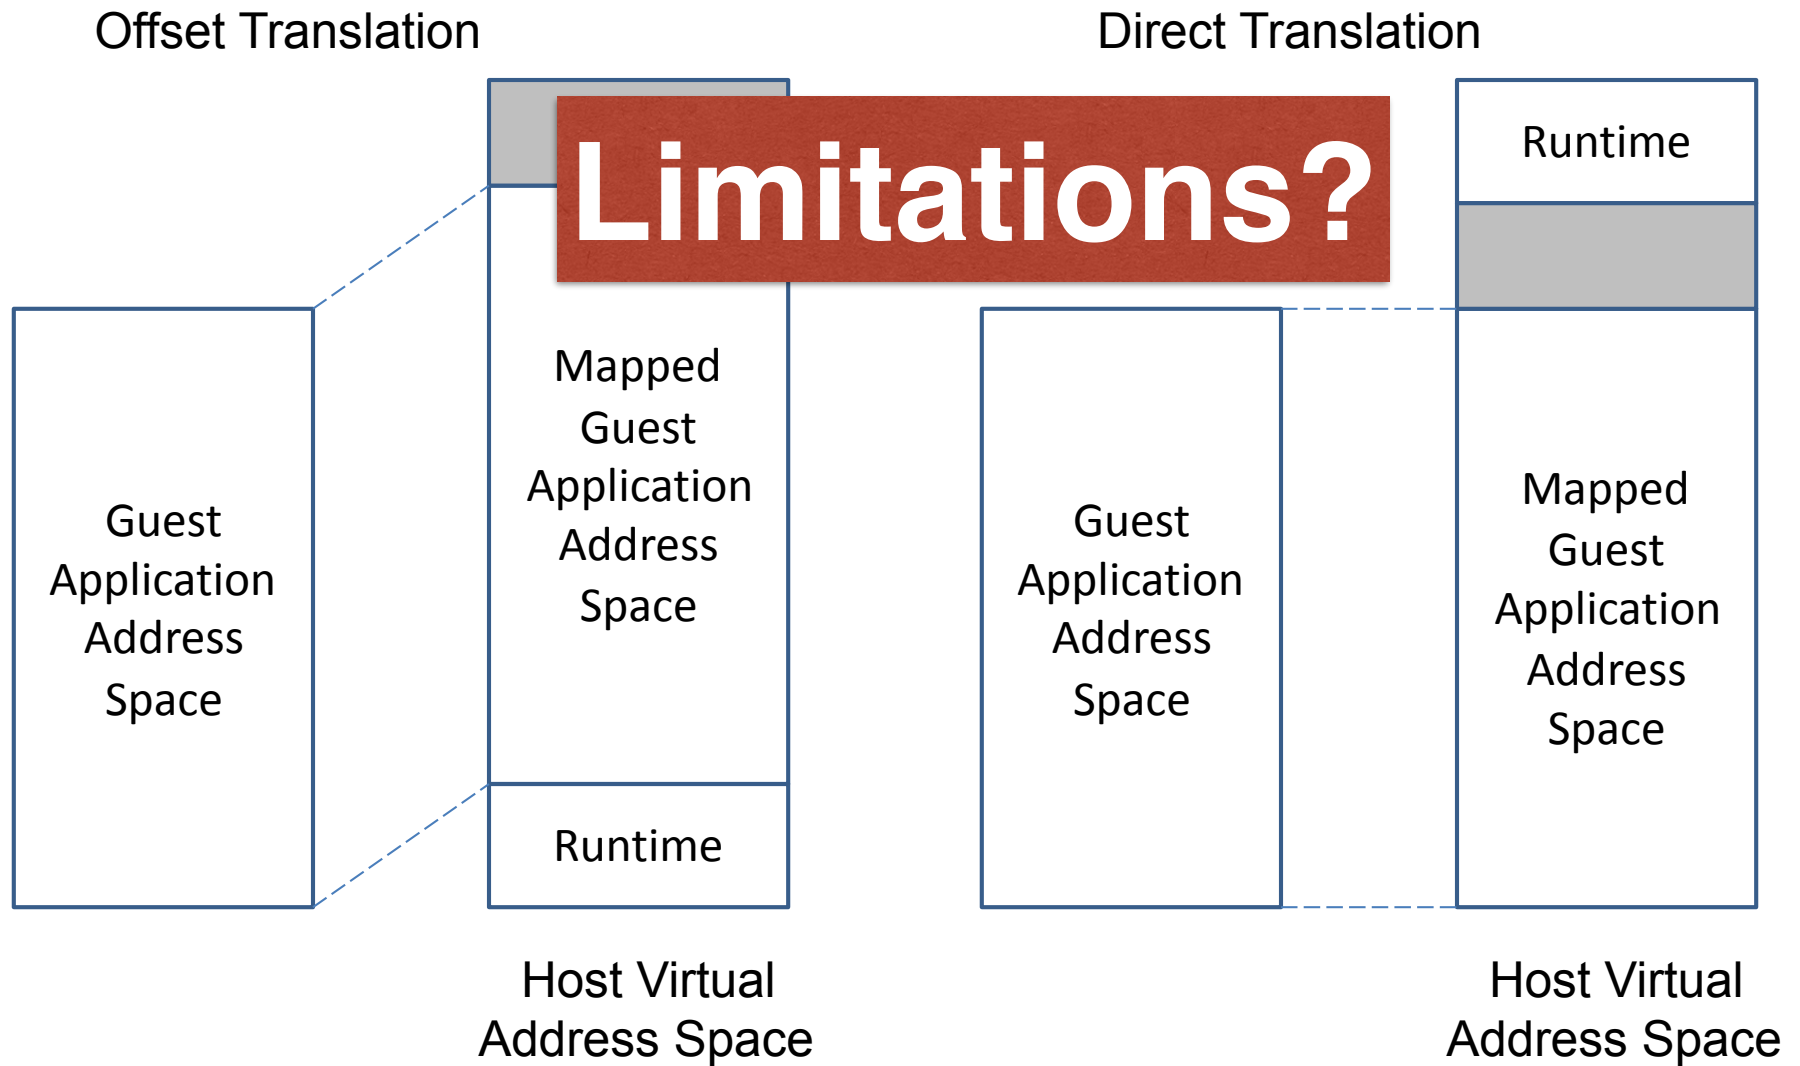 Offset Translation
Direct Translation
Limitations?
Guest
Application
Address
Space
Mapped
Guest
Application
Address
Space
Runtime
Host Virtual
Address Space
Guest
Application
Address
Space
Runtime
Mapped
Guest
Application
Address
Space
Host Virtual
Address Space